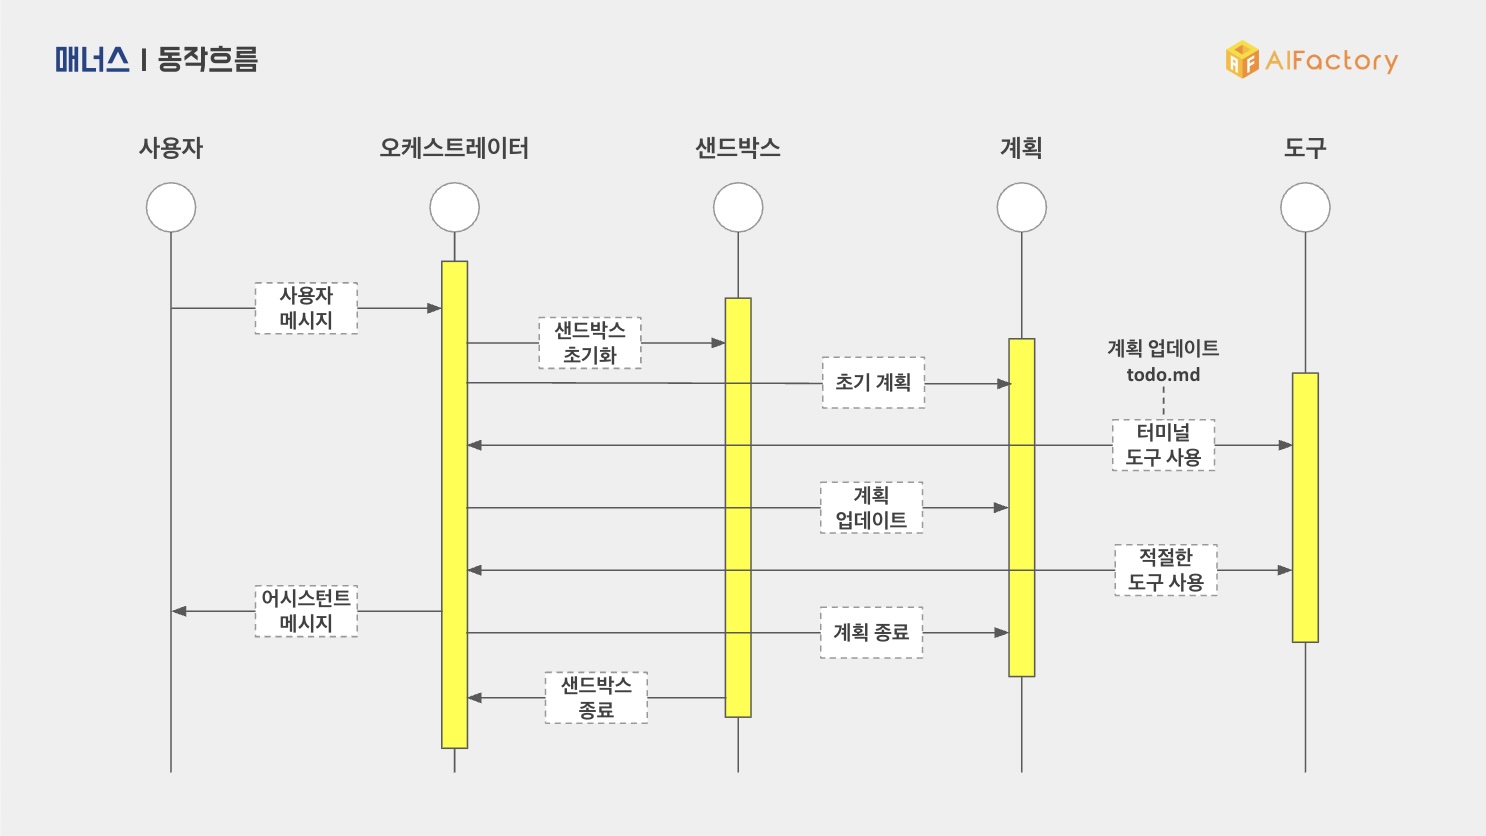 매너스 | 동작흐름
AIFactory
사용자
오케스트레이터
샌드박스
계획
도구
사용자
메시지
샌드박스
초기화
초기 계획
계획 업데이트
todo.md
터미널
도구 사용
계획
업데이트
적절한
도구 사용
어시스턴트
메시지
계획 종료
샌드박스
종료